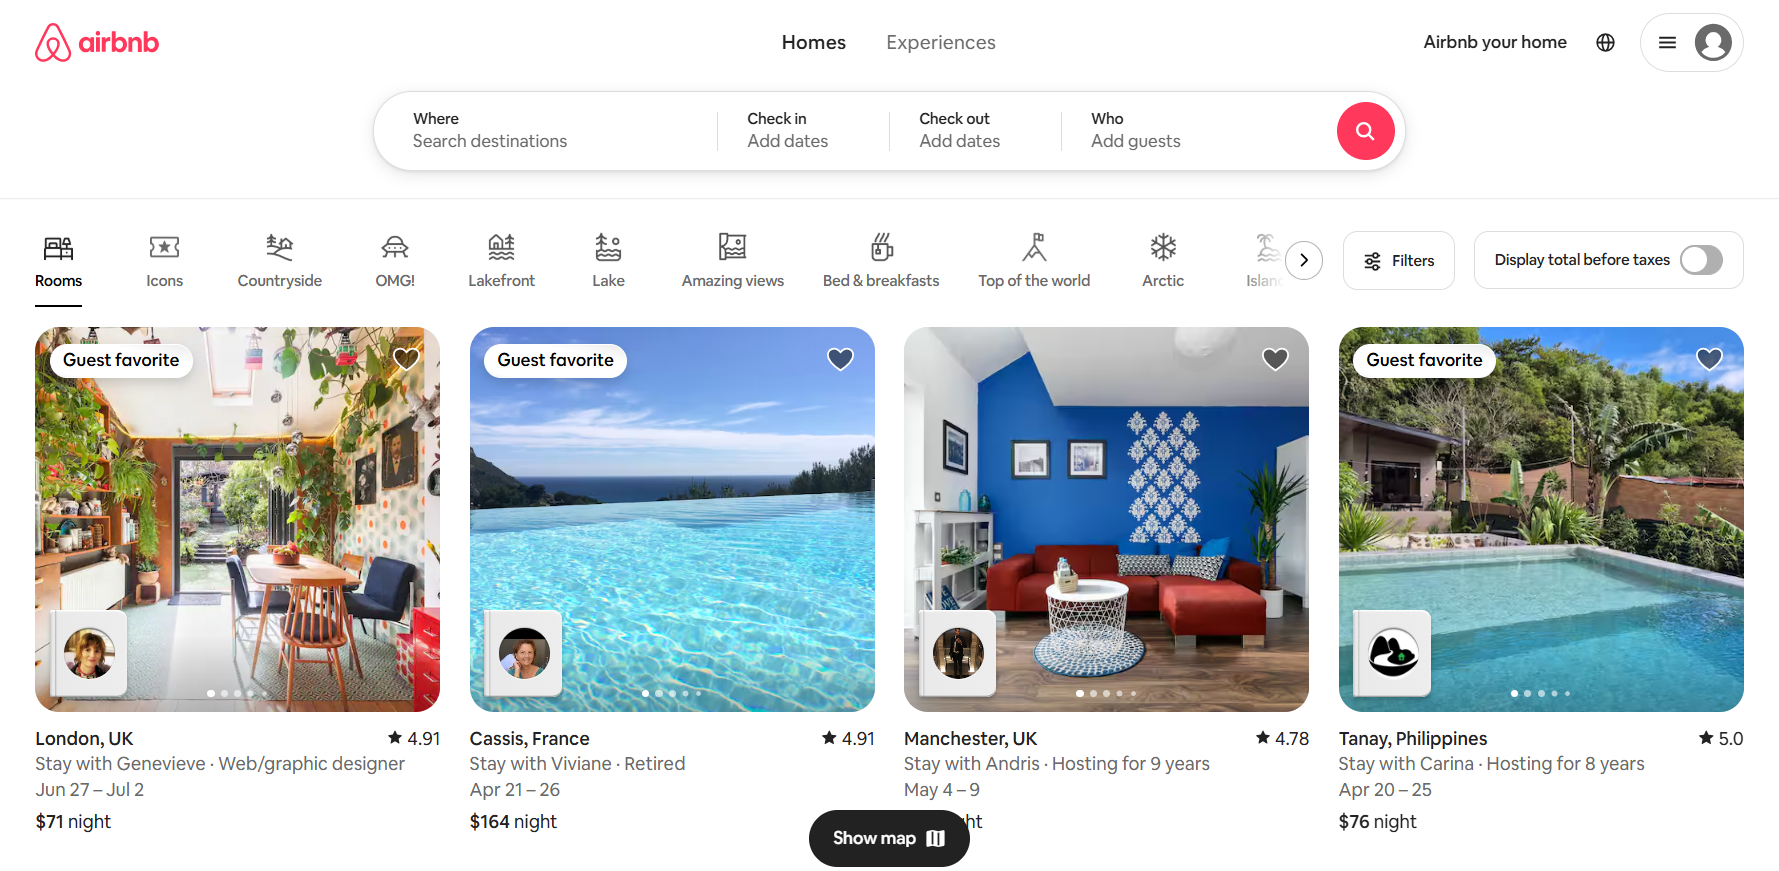 airbnb
Homes
Experiences
Airbnb your home
Where
Search destinations
Check in
Add dates
Check out
Add dates
Who
Add guests
Rooms
Icons
Countryside
OMG!
Lakefront
Lake
Amazing views
Bed & breakfasts
Top of the world
Arctic
Filters
Display total before taxes
Guest favorite
Guest favorite
Guest favorite
London, UK
4.91
Stay with Genevieve · Web/graphic designer
Jun 27 – Jul 2
$71 night
Cassis, France
4.91
Stay with Viviane · Retired
Apr 21 – 26
$164 night
Manchester, UK
4.78
Stay with Andris · Hosting for 9 years
May 4 – 9
Tanay, Philippines
5.0
Stay with Carina · Hosting for 8 years
Apr 20 – 25
$76 night
Show map